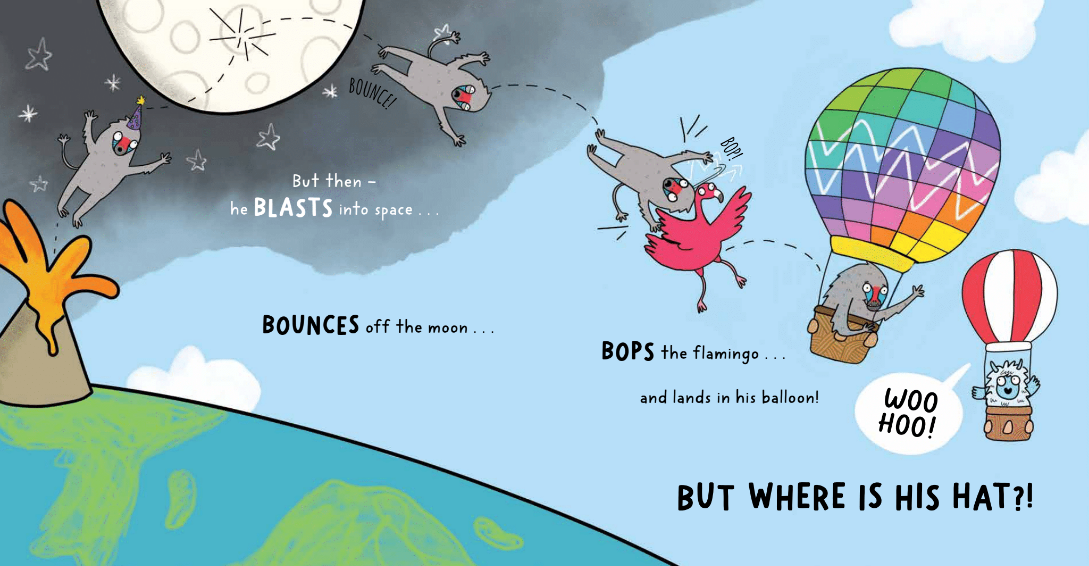 BOUNCE!
But then –
he BLASTS into space . . .
BOUNCES off the moon . . .
BOP!
BOPS the flamingo . . .
and lands in his balloon!
WOO
HOO!
BUT WHERE IS HIS HAT?!